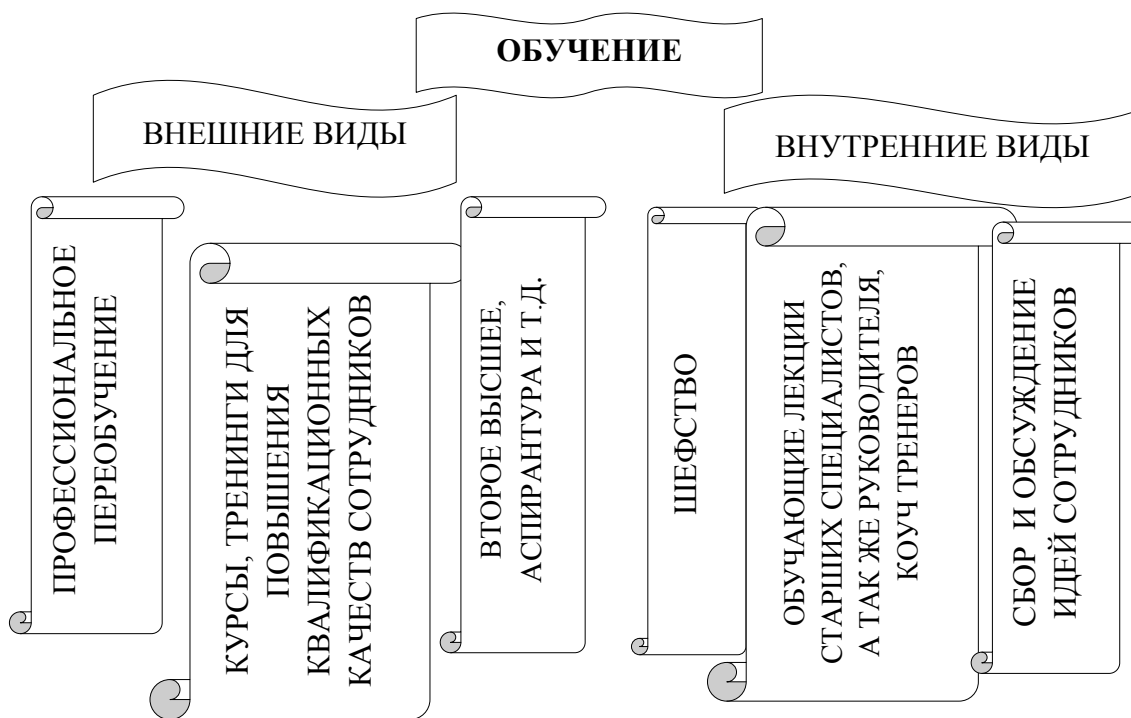 ОБУЧЕНИЕ
ВНЕШНИЕ ВИДЫ
ВНУТРЕННИЕ ВИДЫ
ПРОФЕССИОНАЛЬНОЕ
ПЕРЕОБУЧЕНИЕ
КУРСЫ, ТРЕНИНГИ ДЛЯ
ПОВЫШЕНИЯ
КВАЛИФИКАЦИОННЫХ
КАЧЕСТВ СОТРУДНИКОВ
ВТОРОЕ ВЫСШЕЕ,
АСПИРАНТУРА И Т.Д.
ШЕФСТВО
ОБУЧАЮЩИЕ ЛЕКЦИИ
СТАРШИХ СПЕЦИАЛИСТОВ,
А ТАК ЖЕ РУКОВОДИТЕЛЯ,
КОУЧ ТРЕНЕРОВ
СБОР И ОБСУЖДЕНИЕ
ИДЕЙ СОТРУДНИКОВ